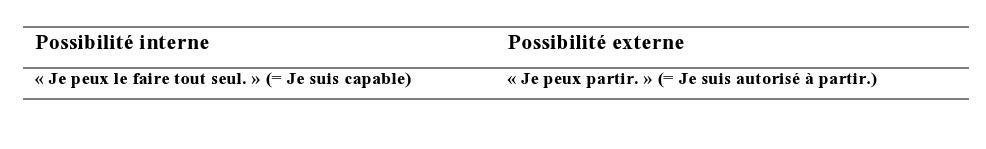 Possibilité interne Possibilité externe
« Je peux le faire tout seul. » (= Je suis capable) « Je peux partir. » (= Je suis autorisé à partir.)